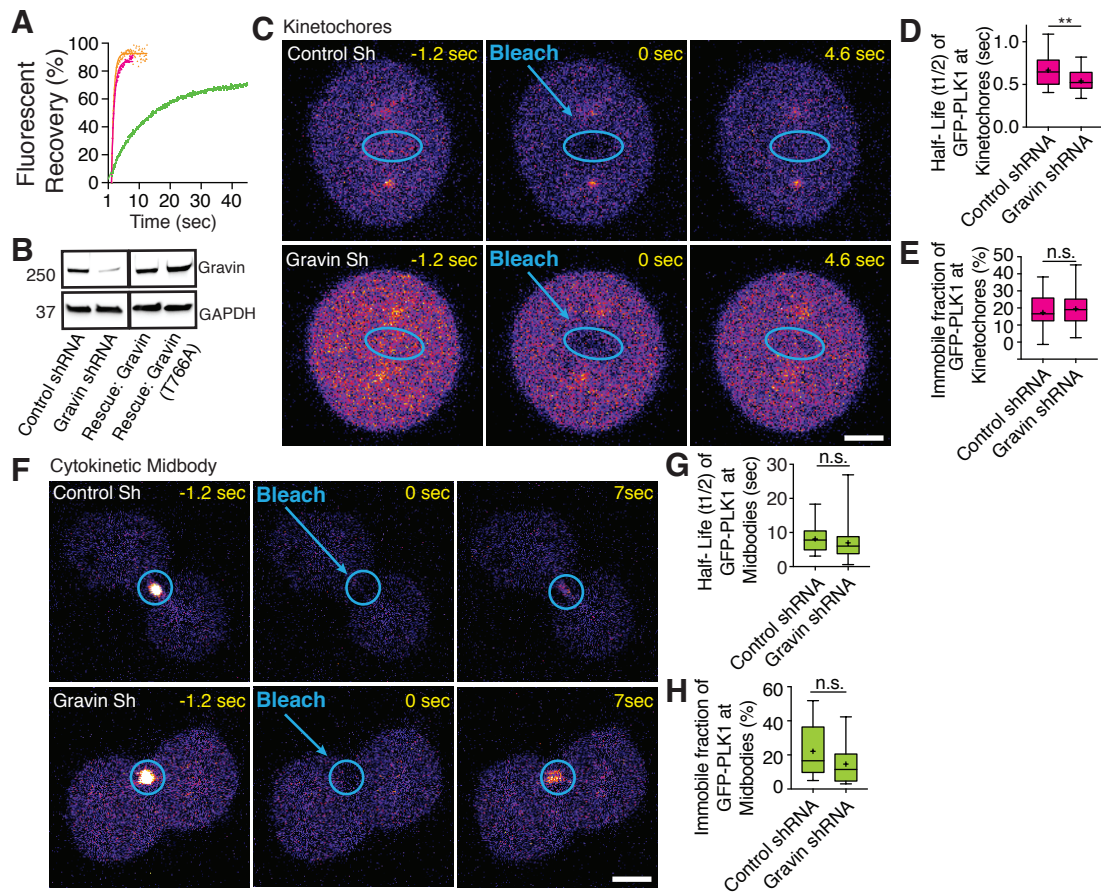 A
Fluorescent
Recovery (%)
100
80
60
40
20
0
1 10 20 30 40
Time (sec)
B
250
37
Gravin
GAPDH
Control shRNA
Gravin shRNA
Rescue: Gravin
Rescue: Gravin
(T766A)
C Kinetochores
Control Sh -1.2 sec
Bleach 0 sec
4.6 sec
Gravin Sh -1.2 sec
Bleach 0 sec
4.6 sec
D
Half- Life (t1/2) of
GFP-PLK1 at
Kinetochores (sec)
1.0
0.5
0.0
**
Control shRNA
Gravin shRNA
E
Immobile fraction of
GFP-PLK1 at
Kinetochores (%)
50
40
30
20
10
0
n.s.
Control shRNA
Gravin shRNA
F Cytokinetic Midbody
Control Sh -1.2 sec
Bleach 0 sec
7sec
Gravin Sh -1.2 sec
Bleach 0 sec
7sec
G
Half- Life (t1/2) of
GFP-PLK1 at
Midbodies (sec)
30
20
10
0
n.s.
Control shRNA
Gravin shRNA
H
Immobile fraction of
GFP-PLK1 at
Midbodies (%)
60
40
20
0
n.s.
Control shRNA
Gravin shRNA